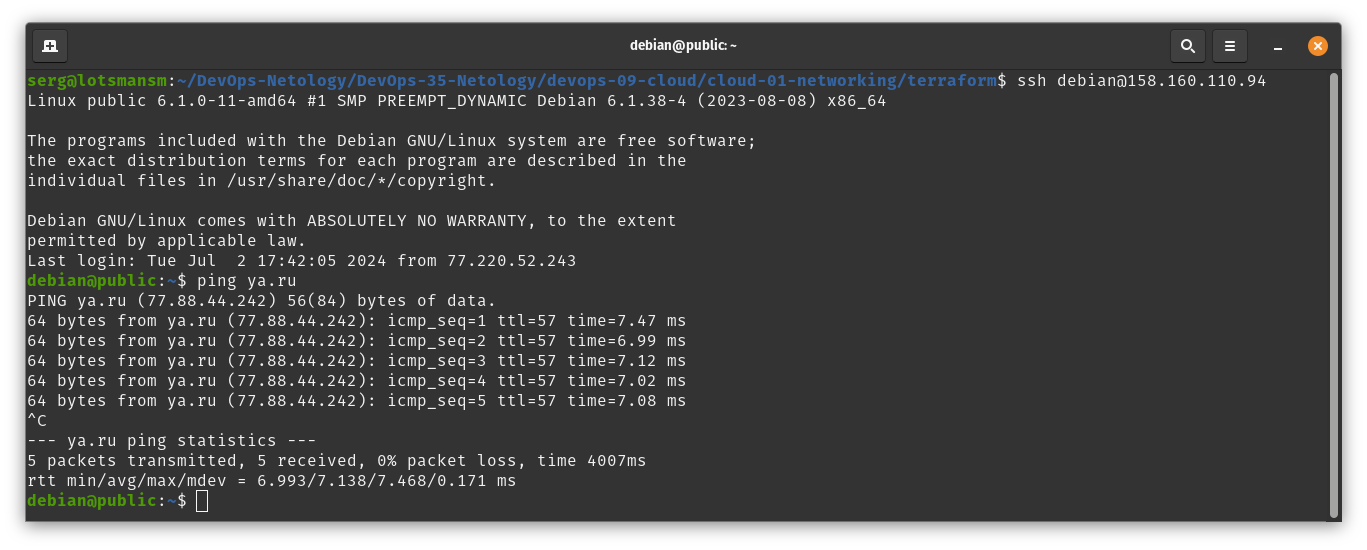 debian@public: ~
serg@lotsmansm:~/DevOps-Netology/DevOps-35-Netology/devops-09-cloud/cloud-01-networking/terraform$ ssh debian@158.160.110.94
Linux public 6.1.0-11-amd64 #1 SMP PREEMPT_DYNAMIC Debian 6.1.38-4 (2023-08-08) x86_64

The programs included with the Debian GNU/Linux system are free software;
the exact distribution terms for each program are described in the
individual files in /usr/share/doc/*/copyright.

Debian GNU/Linux comes with ABSOLUTELY NO WARRANTY, to the extent
permitted by applicable law.
Last login: Tue Jul  2 17:42:05 2024 from 77.220.52.243
debian@public:~$ ping ya.ru
PING ya.ru (77.88.44.242) 56(84) bytes of data.
64 bytes from ya.ru (77.88.44.242): icmp_seq=1 ttl=57 time=7.47 ms
64 bytes from ya.ru (77.88.44.242): icmp_seq=2 ttl=57 time=6.99 ms
64 bytes from ya.ru (77.88.44.242): icmp_seq=3 ttl=57 time=7.12 ms
64 bytes from ya.ru (77.88.44.242): icmp_seq=4 ttl=57 time=7.02 ms
64 bytes from ya.ru (77.88.44.242): icmp_seq=5 ttl=57 time=7.08 ms
^C
--- ya.ru ping statistics ---
5 packets transmitted, 5 received, 0% packet loss, time 4007ms
rtt min/avg/max/mdev = 6.993/7.138/7.468/0.171 ms
debian@public:~$